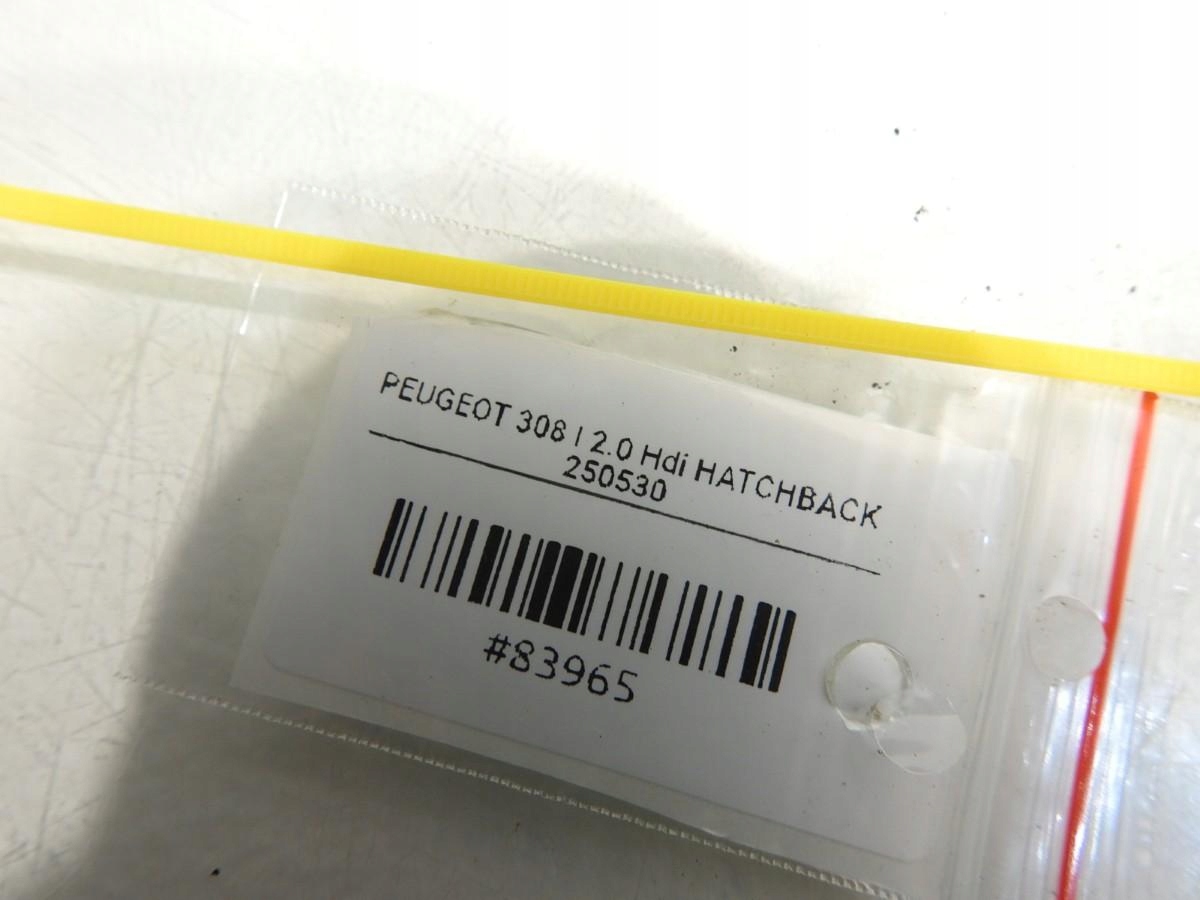 PEUGEOT 308 I 2.0 Hdi HATCHBACK
250530
#83965